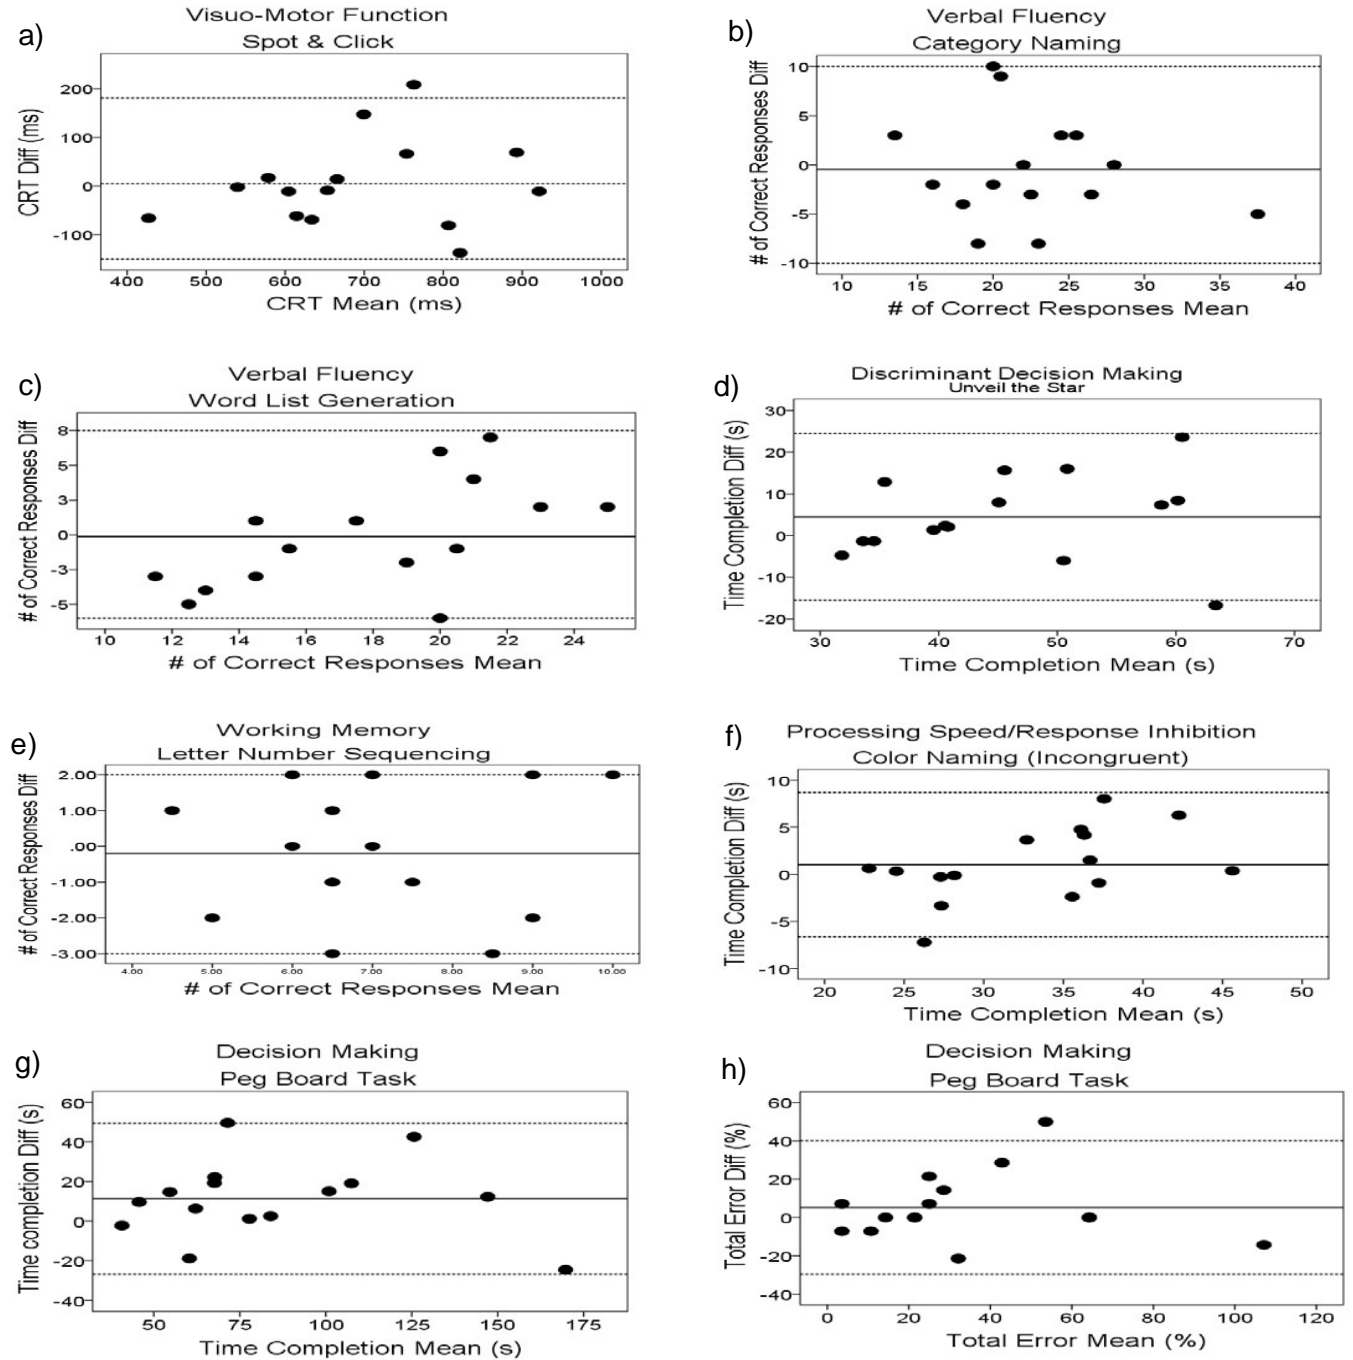 a)
Visuo-Motor Function
Spot & Click
CRT Diff (ms)
200
100
0
-100
400 500 600 700 800 900 1000
CRT Mean (ms)
b)
Verbal Fluency
Category Naming
# of Correct Responses Diff
10
5
0
-5
-10
10 15 20 25 30 35 40
# of Correct Responses Mean
c)
Verbal Fluency
Word List Generation
# of Correct Responses Diff
8
5
3
0
-3
-5
10 12 14 16 18 20 22 24
# of Correct Responses Mean
d)
Discriminant Decision Making
Unveil the Star
Time Completion Diff (s)
30
20
10
0
-10
-20
30 40 50 60 70
Time Completion Mean (s)
e)
Working Memory
Letter Number Sequencing
# of Correct Responses Diff
2.00
1.00
.00
-1.00
-2.00
-3.00
4.00 5.00 6.00 7.00 8.00 9.00 10.00
# of Correct Responses Mean
f)
Processing Speed/Response Inhibition
Color Naming (Incongruent)
Time Completion Diff (s)
10
5
0
-5
-10
20 25 30 35 40 45 50
Time Completion Mean (s)
g)
Decision Making
Peg Board Task
Time completion Diff (s)
60
40
20
0
-20
-40
50 75 100 125 150 175
Time Completion Mean (s)
h)
Decision Making
Peg Board Task
Total Error Diff (%)
60
40
20
0
-20
-40
0 20 40 60 80 100 120
Total Error Mean (%)